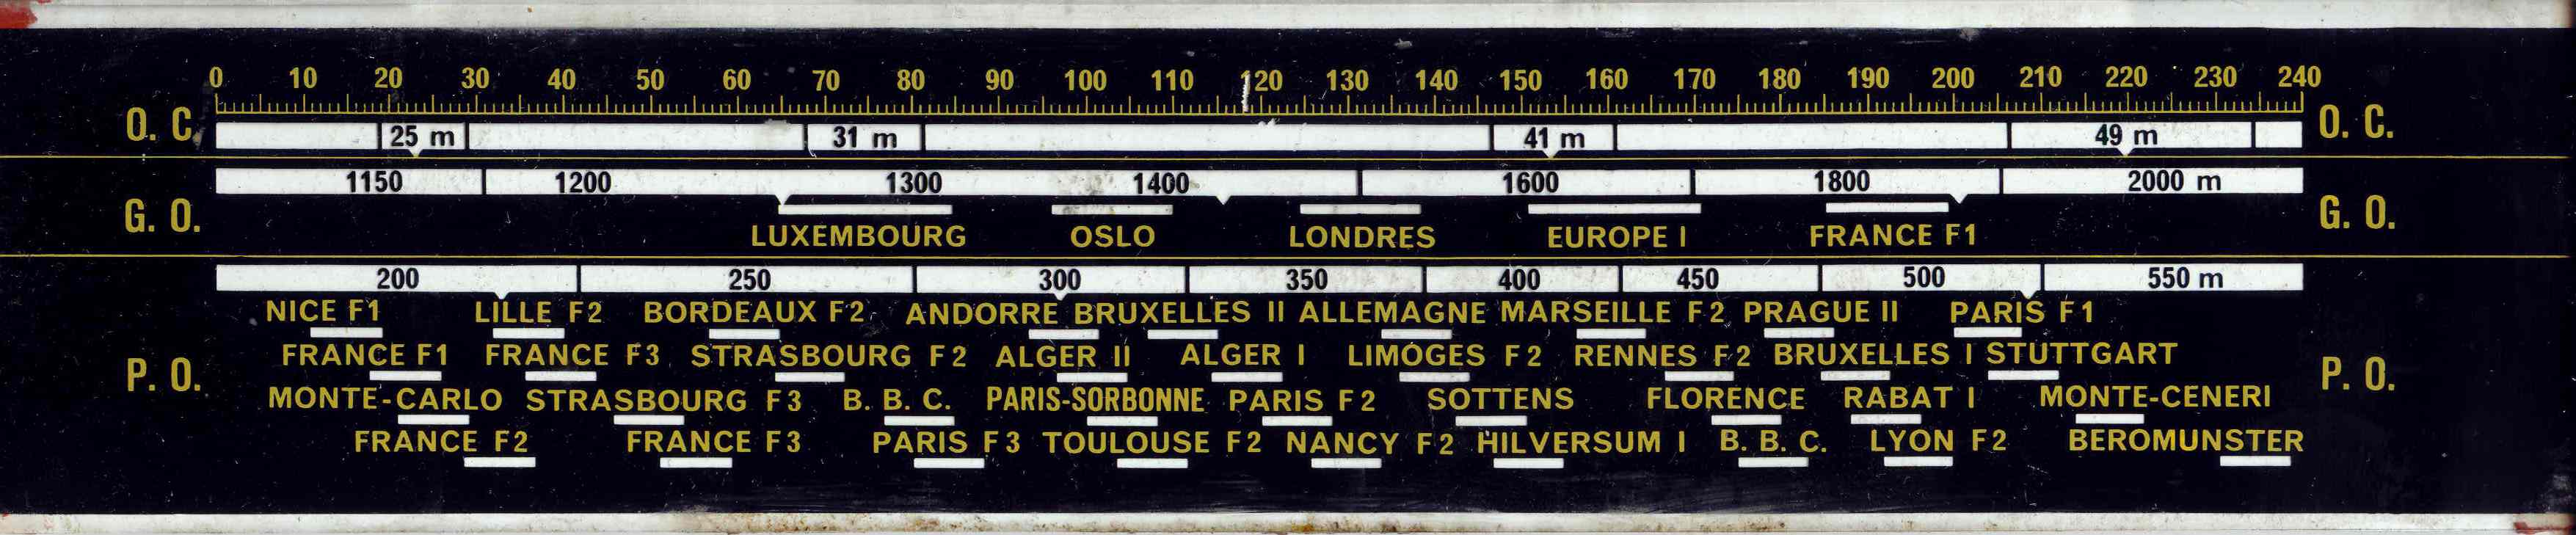 0 10 20 30 40 50 60 70 80 90 100 110 120 130 140 150 160 170 180 190 200 210 220 230 240
O. C. 25 m 31 m 41 m 49 m O. C.
1150 1200 1300 1400 1600 1800 2000 m
G. O. LUXEMBOURG OSLO LONDRES EUROPE I FRANCE F1 G. O.
200 250 300 350 400 450 500 550 m
NICE F1 LILLE F2 BORDEAUX F2 ANDORRE BRUXELLES II ALLEMAGNE MARSEILLE F2 PRAGUE II PARIS F1
FRANCE F1 FRANCE F3 STRASBOURG F2 ALGER II ALGER I LIMOGES F2 RENNES F2 BRUXELLES I STUTTGART
P. O. P. O.
MONTE-CARLO STRASBOURG F3 B. B. C. PARIS-SORBONNE PARIS F2 SOTTENS FLORENCE RABAT I MONTE-CENERI
FRANCE F2 FRANCE F3 PARIS F3 TOULOUSE F2 NANCY F2 HILVERSUM I B. B. C. LYON F2 BEROMUNSTER